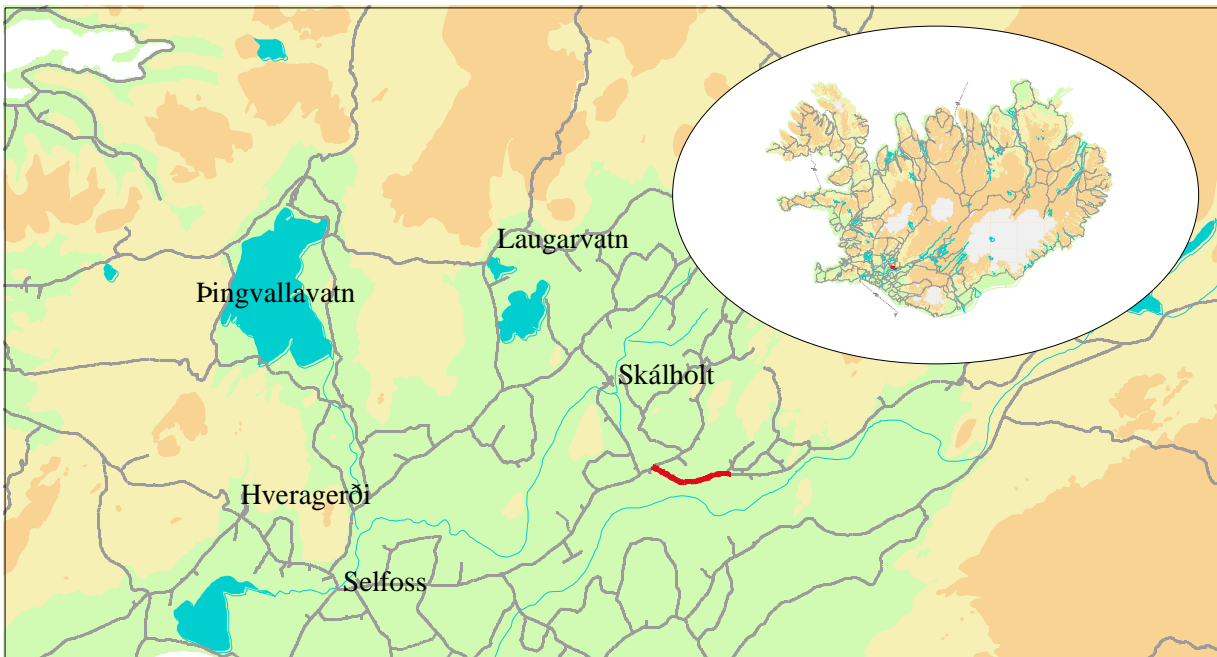 Laugarvatn
Þingvallavatn
Skálholt
Hveragerði
Selfoss